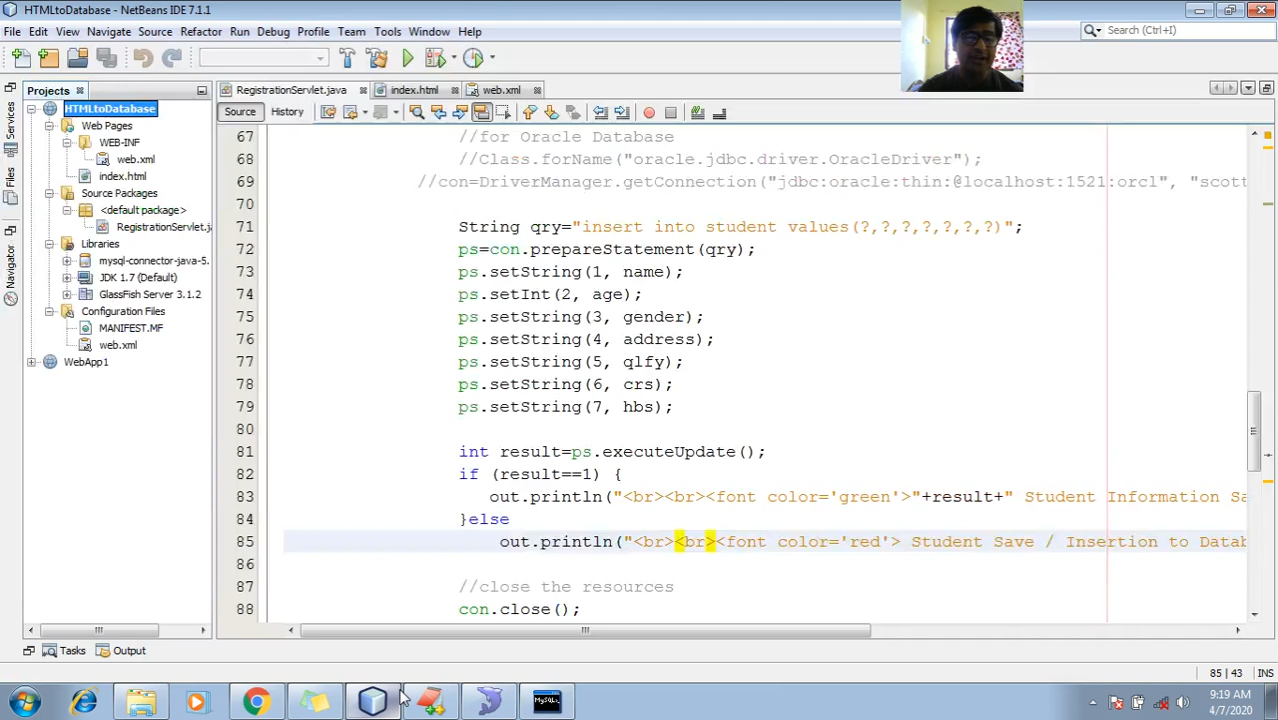 HTMLtoDatabase - NetBeans IDE 7.1.1
File Edit View Navigate Source Refactor Run Debug Profile Team Tools Window Help
Search (Ctrl+I)
Projects
RegistrationServlet.java
index.html
web.xml
Source History
Services
Files
Navigator
HTMLtoDatabase
Web Pages
WEB-INF
web.xml
index.html
Source Packages
<default package>
RegistrationServlet.j
Libraries
mysql-connector-java-5.
JDK 1.7 (Default)
GlassFish Server 3.1.2
Configuration Files
MANIFEST.MF
web.xml
WebApp1
67 //for Oracle Database
68 //Class.forName("oracle.jdbc.driver.OracleDriver");
69 //con=DriverManager.getConnection("jdbc:oracle:thin:@localhost:1521:orcl", "scott
70
71 String qry="insert into student values(?,?,?,?,?,?,?)";
72 ps=con.prepareStatement(qry);
73 ps.setString(1, name);
74 ps.setInt(2, age);
75 ps.setString(3, gender);
76 ps.setString(4, address);
77 ps.setString(5, qlfy);
78 ps.setString(6, crs);
79 ps.setString(7, hbs);
80
81 int result=ps.executeUpdate();
82 if (result==1) {
83 out.println("<br><br><font color='green'>"+result+" Student Information Sa
84 }else
85 out.println("<br><br><font color='red'> Student Save / Insertion to Datab
86
87 //close the resources
88 con.close();
Tasks Output
85 | 43 INS
MySQL
9:19 AM
4/7/2020